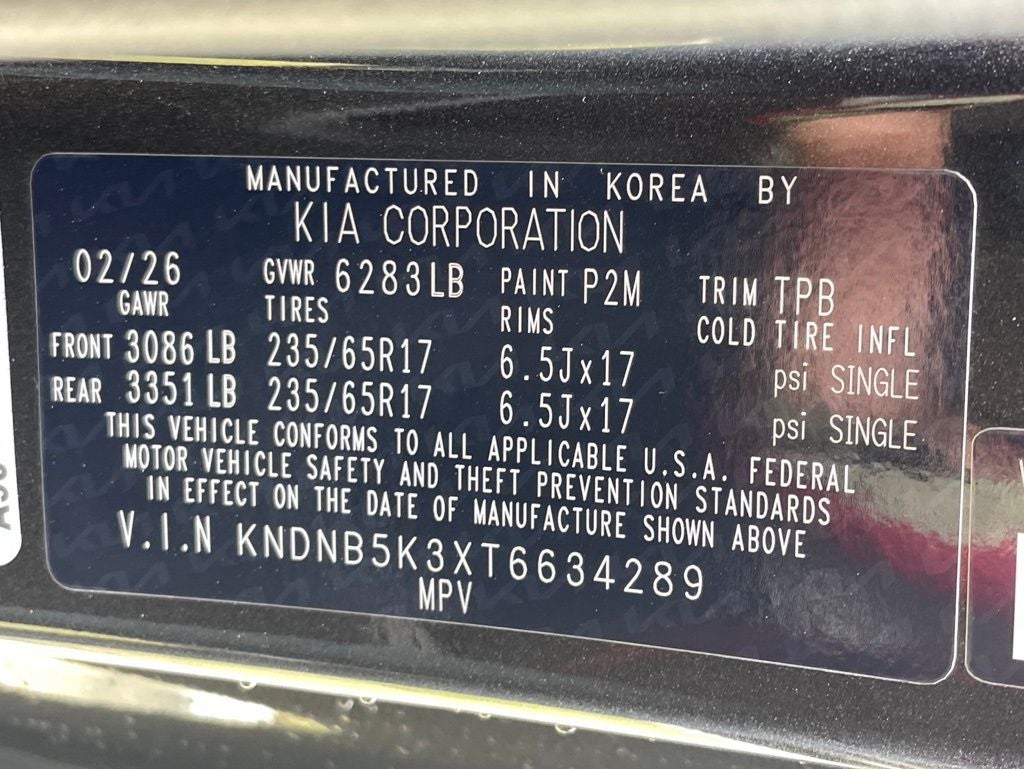 MANUFACTURED IN KOREA BY
KIA CORPORATION
02/26 GVWR 6283LB PAINT P2M TRIM TPB
GAWR TIRES RIMS COLD TIRE INFL
FRONT 3086 LB 235/65R17 6.5Jx17 psi SINGLE
REAR 3351 LB 235/65R17 6.5Jx17 psi SINGLE
THIS VEHICLE CONFORMS TO ALL APPLICABLE U.S.A. FEDERAL
MOTOR VEHICLE SAFETY AND THEFT PREVENTION STANDARDS
IN EFFECT ON THE DATE OF MANUFACTURE SHOWN ABOVE
V.I.N KNDNB5K3XT6634289
MPV